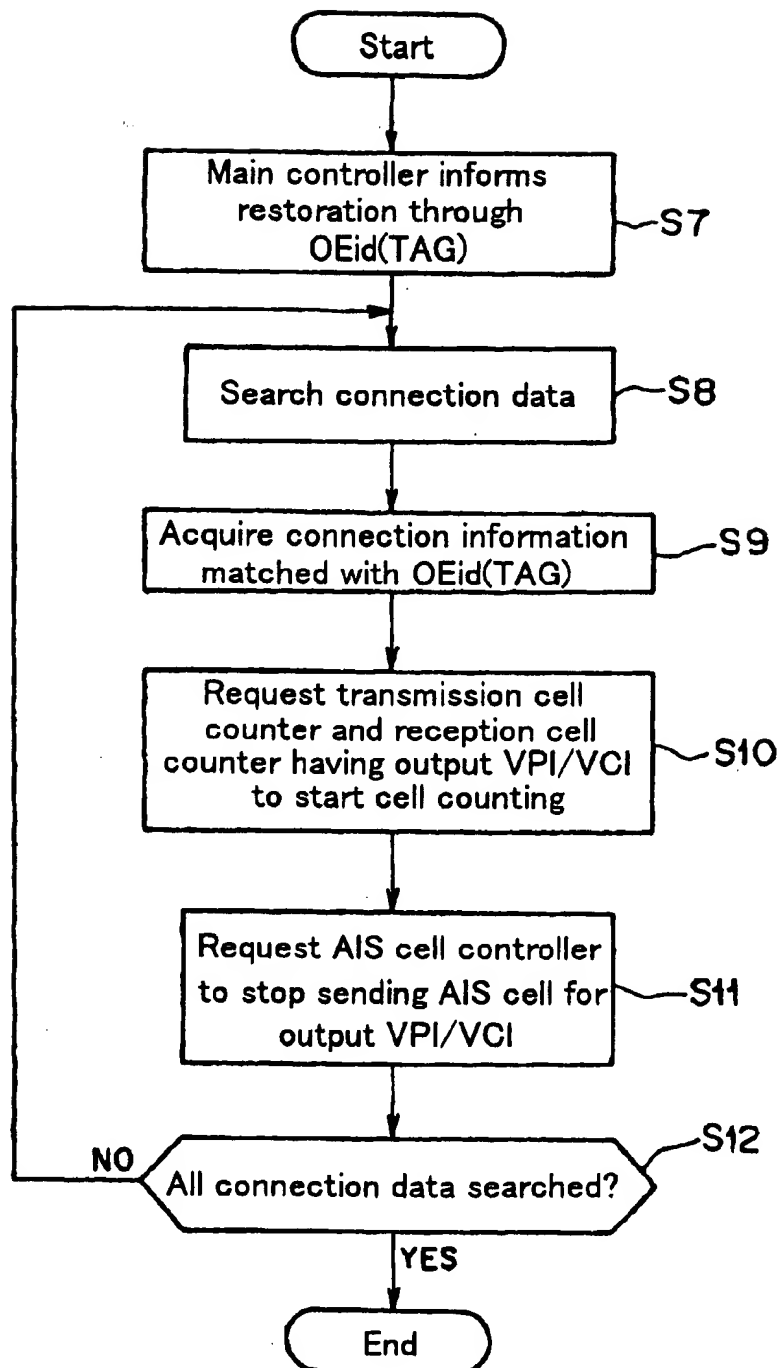 Start
Main controller informs
restoration through
OEid(TAG)
S7
Search connection data
S8
Acquire connection information
matched with OEid(TAG)
S9
Request transmission cell
counter and reception cell
counter having output VPI/VCI
to start cell counting
S10
Request AIS cell controller
to stop sending AIS cell for
output VPI/VCI
S11
S12
NO
All connection data searched?
YES
End